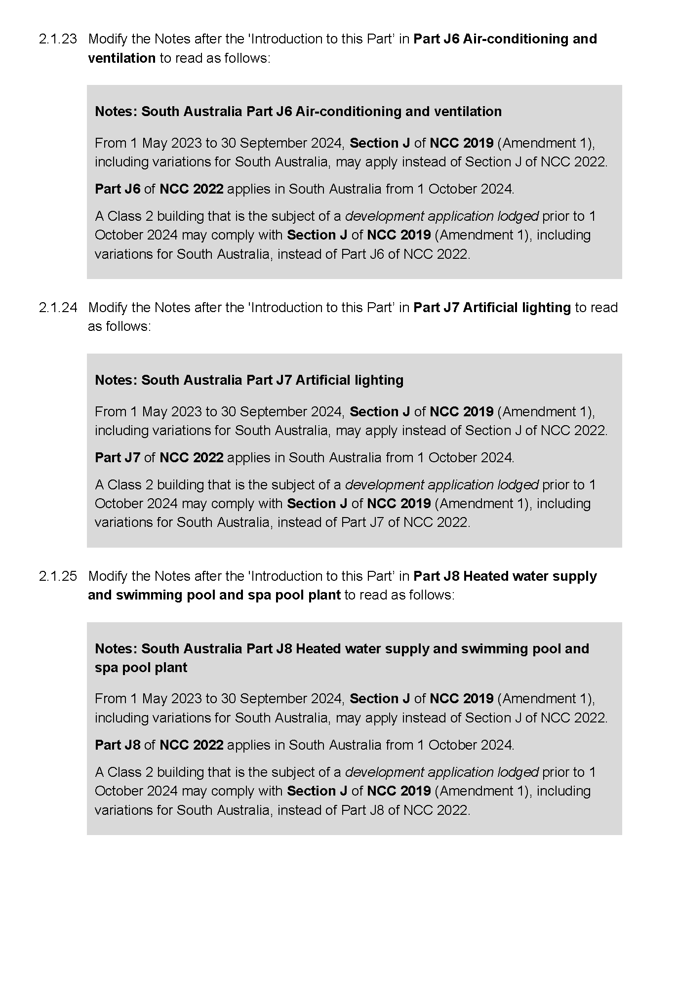 2.1.23 Modify the Notes after the 'Introduction to this Part’ in Part J6 Air-conditioning and
ventilation to read as follows:
Notes: South Australia Part J6 Air-conditioning and ventilation
From 1 May 2023 to 30 September 2024, Section J of NCC 2019 (Amendment 1),
including variations for South Australia, may apply instead of Section J of NCC 2022.
Part J6 of NCC 2022 applies in South Australia from 1 October 2024.
A Class 2 building that is the subject of a development application lodged prior to 1
October 2024 may comply with Section J of NCC 2019 (Amendment 1), including
variations for South Australia, instead of Part J6 of NCC 2022.
2.1.24 Modify the Notes after the 'Introduction to this Part’ in Part J7 Artificial lighting to read
as follows:
Notes: South Australia Part J7 Artificial lighting
From 1 May 2023 to 30 September 2024, Section J of NCC 2019 (Amendment 1),
including variations for South Australia, may apply instead of Section J of NCC 2022.
Part J7 of NCC 2022 applies in South Australia from 1 October 2024.
A Class 2 building that is the subject of a development application lodged prior to 1
October 2024 may comply with Section J of NCC 2019 (Amendment 1), including
variations for South Australia, instead of Part J7 of NCC 2022.
2.1.25 Modify the Notes after the 'Introduction to this Part’ in Part J8 Heated water supply
and swimming pool and spa pool plant to read as follows:
Notes: South Australia Part J8 Heated water supply and swimming pool and
spa pool plant
From 1 May 2023 to 30 September 2024, Section J of NCC 2019 (Amendment 1),
including variations for South Australia, may apply instead of Section J of NCC 2022.
Part J8 of NCC 2022 applies in South Australia from 1 October 2024.
A Class 2 building that is the subject of a development application lodged prior to 1
October 2024 may comply with Section J of NCC 2019 (Amendment 1), including
variations for South Australia, instead of Part J8 of NCC 2022.